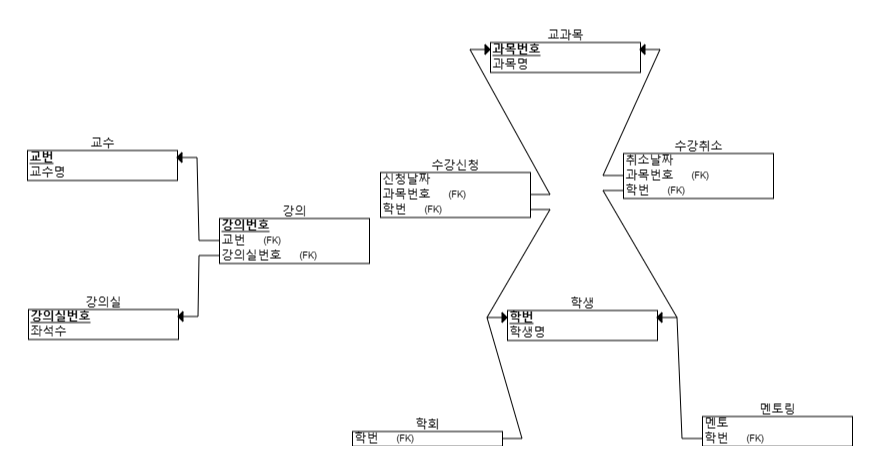 교과목
과목번호
과목명
교수
교번
교수명
수강신청
신청날짜
과목번호 (FK)
학번 (FK)
수강취소
취소날짜
과목번호 (FK)
학번 (FK)
강의
강의번호
교번 (FK)
강의실번호 (FK)
강의실
강의실번호
좌석수
학생
학번
학생명
학회
학번 (FK)
멘토링
멘토
학번 (FK)